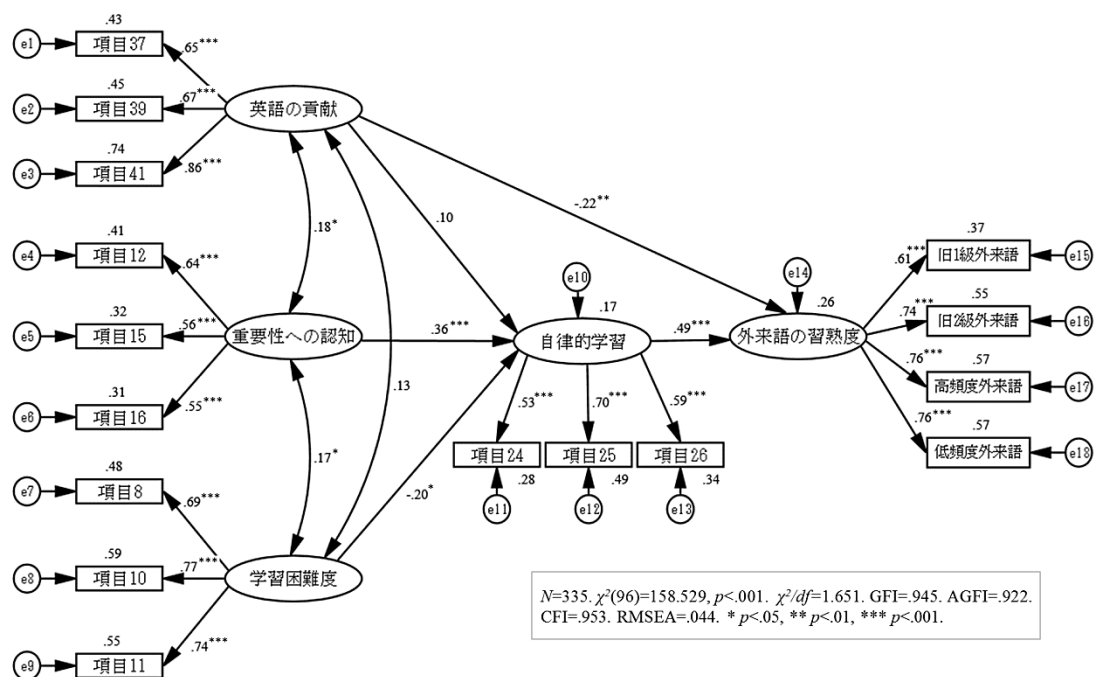 .43
e1
項目37
.65***
.45
e2
項目39
.67***
英語の貢献
.74
e3
項目41
.86***
.18*
.10
-.22**
.41
e4
項目12
.64***
.32
e5
項目15
.56***
重要性への認知
.36***
.31
e6
項目16
.55***
.13
.17*
e10
.17
自律的学習
.49***
e14
.26
外来語の習熟度
.37
.61***
旧1級外来語
e15
.55
.74***
旧2級外来語
e16
.57
.76***
高頻度外来語
e17
.57
.76***
低頻度外来語
e18
.53***
.70***
.59***
項目24
項目25
項目26
.28
.49
.34
e11
e12
e13
.48
e7
項目8
.69***
-.20*
.59
e8
項目10
.77***
学習困難度
.55
e9
項目11
.74***
N=335. χ²(96)=158.529, p<.001. χ²/df=1.651. GFI=.945. AGFI=.922.
CFI=.953. RMSEA=.044. * p<.05, ** p<.01, *** p<.001.